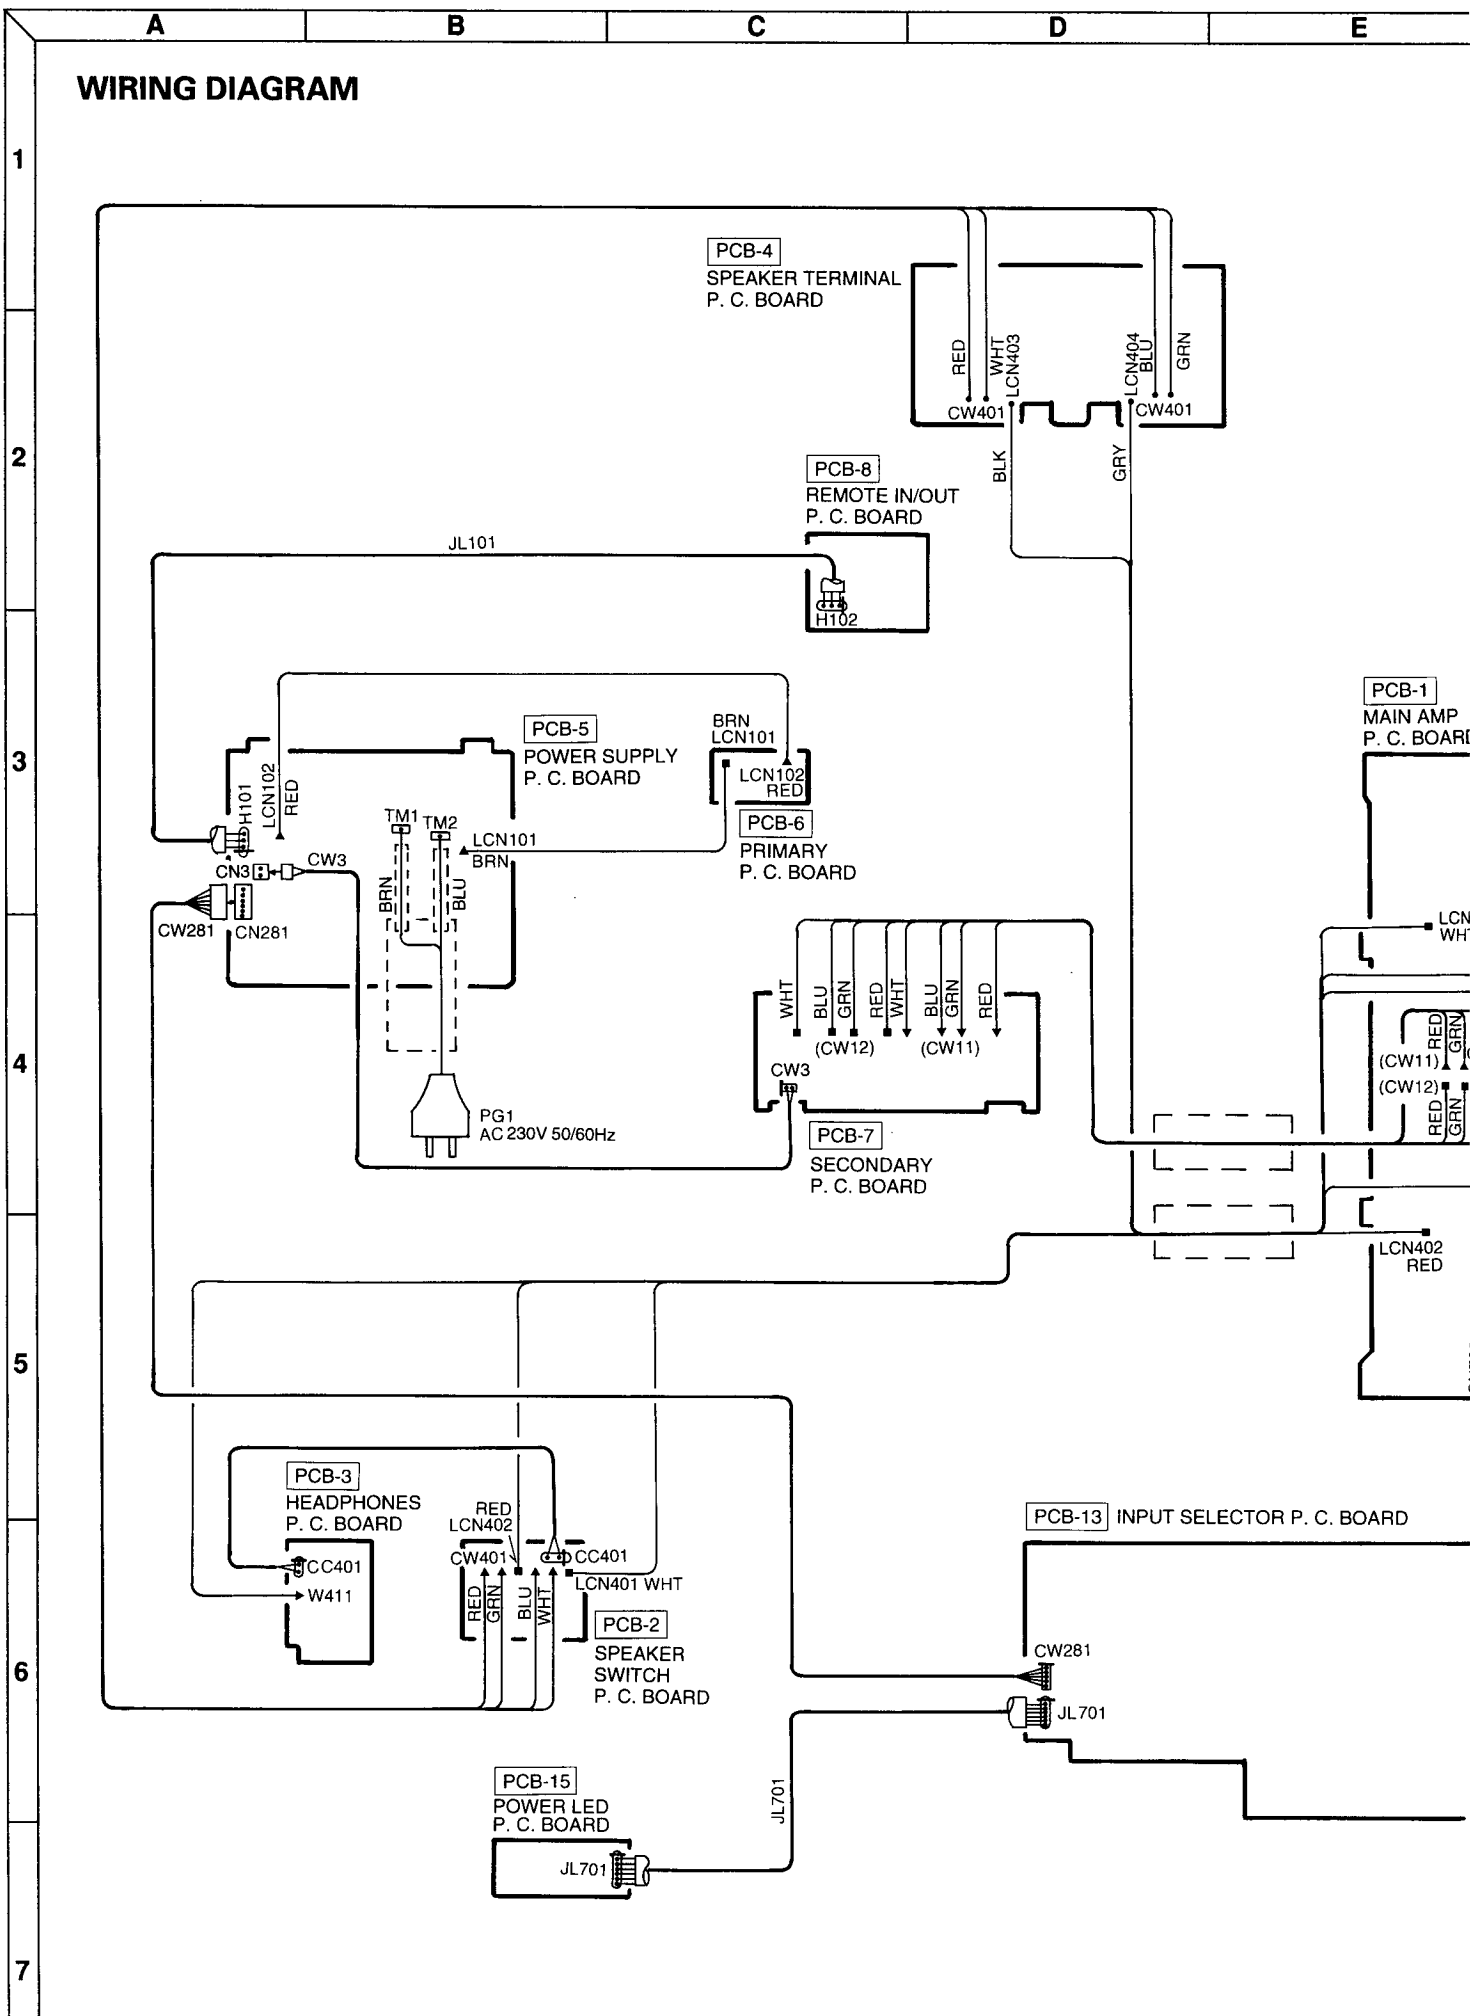 A B C D E
WIRING DIAGRAM
1
PCB-4
SPEAKER TERMINAL
P. C. BOARD
RED
WHT
LCN403
LCN404
BLU
GRN
CW401
CW401
2
BLK
GRY
PCB-8
REMOTE IN/OUT
P. C. BOARD
JL101
H102
3
PCB-1
MAIN AMP
P. C. BOARD
PCB-5
POWER SUPPLY
P. C. BOARD
BRN
LCN101
LCN102
RED
PCB-6
PRIMARY
P. C. BOARD
H101
LCN102
RED
TM1
TM2
LCN101
BRN
CN3
CW3
BRN
BLU
CW281
CN281
LCN
WHT
4
WHT
BLU
GRN
RED
WHT
BLU
GRN
RED
(CW12)
(CW11)
CW3
RED
GRN
(CW11)
(CW12)
RED
GRN
PG1
AC 230V 50/60Hz
PCB-7
SECONDARY
P. C. BOARD
LCN402
RED
5
PCB-3
HEADPHONES
P. C. BOARD
RED
LCN402
PCB-13
INPUT SELECTOR P. C. BOARD
CC401
W411
CW401
CC401
LCN401 WHT
RED
GRN
BLU
WHT
PCB-2
SPEAKER
SWITCH
P. C. BOARD
6
CW281
JL701
PCB-15
POWER LED
P. C. BOARD
JL701
JL701
7